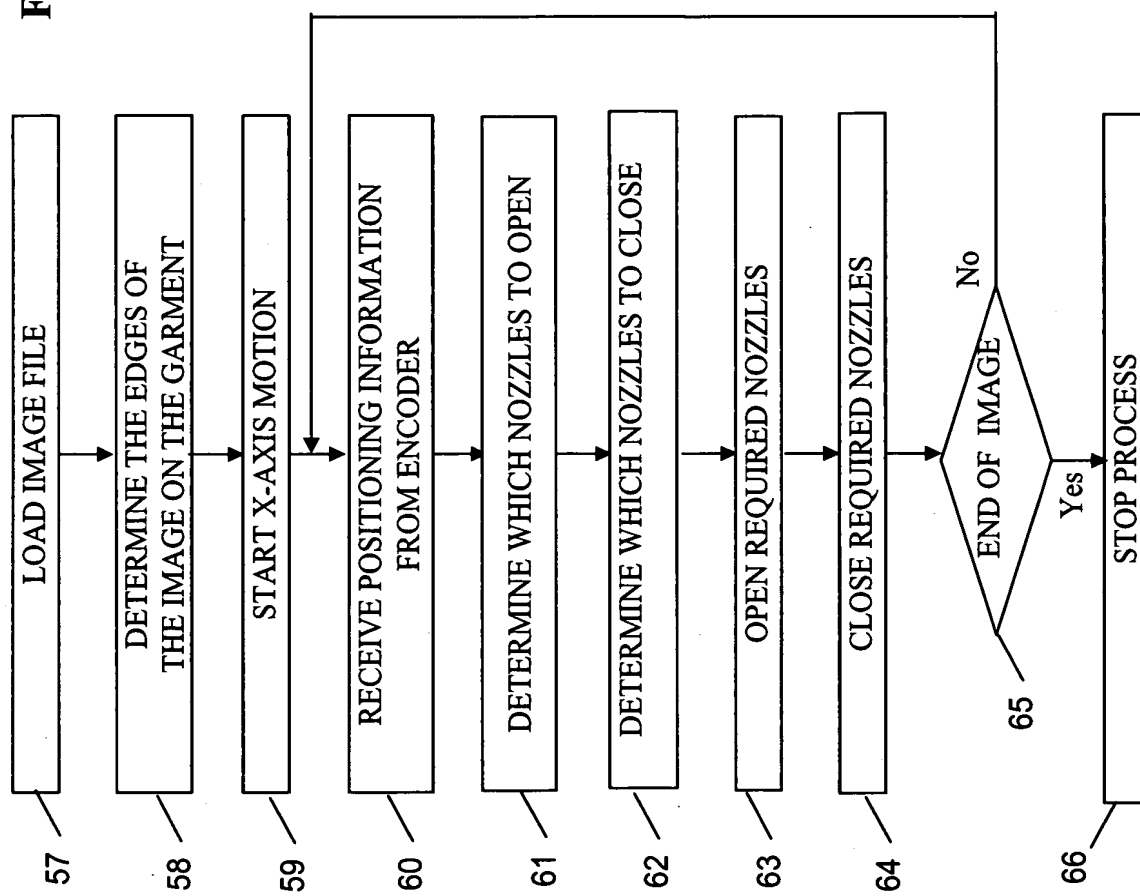 F
57
LOAD IMAGE FILE
58
DETERMINE THE EDGES OF
THE IMAGE ON THE GARMENT
59
START X-AXIS MOTION
60
RECEIVE POSITIONING INFORMATION
FROM ENCODER
61
DETERMINE WHICH NOZZLES TO OPEN
62
DETERMINE WHICH NOZZLES TO CLOSE
63
OPEN REQUIRED NOZZLES
64
CLOSE REQUIRED NOZZLES
65
END OF IMAGE
No
Yes
66
STOP PROCESS